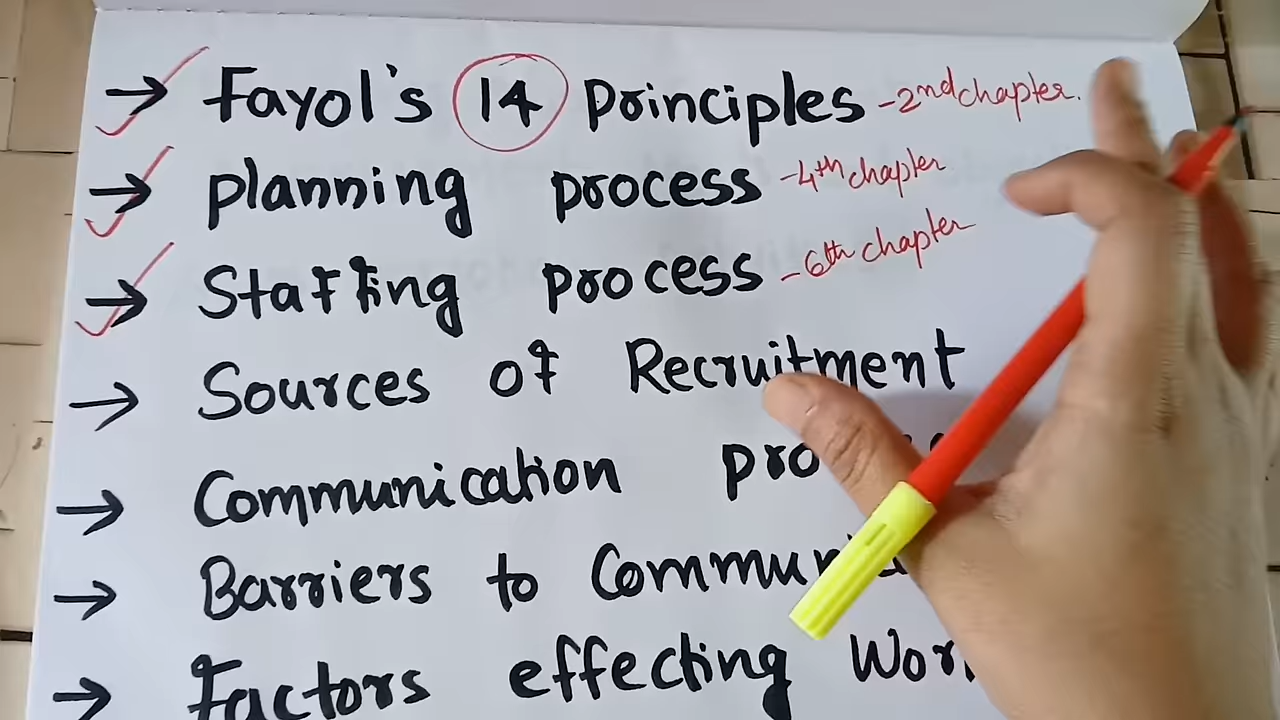 → Fayol's 14 Principles - 2nd chapter.
→ planning process - 4th chapter
→ Staffing process - 6th chapter
→ Sources of Recruitment
→ Communication
→ Barriers to
→ Factors effecting